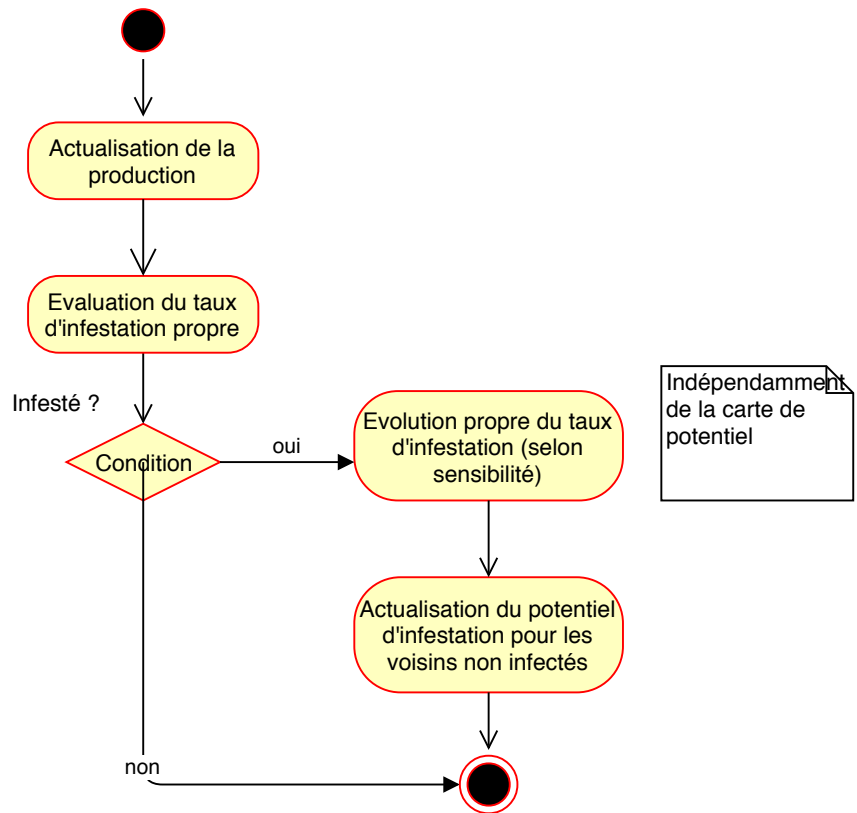 Actualisation de la
production
Evaluation du taux
d'infestation propre
Infesté ?
Condition
oui
Evolution propre du taux
d'infestation (selon
sensibilité)
Indépendamment
de la carte de
potentiel
Actualisation du potentiel
d'infestation pour les
voisins non infectés
non